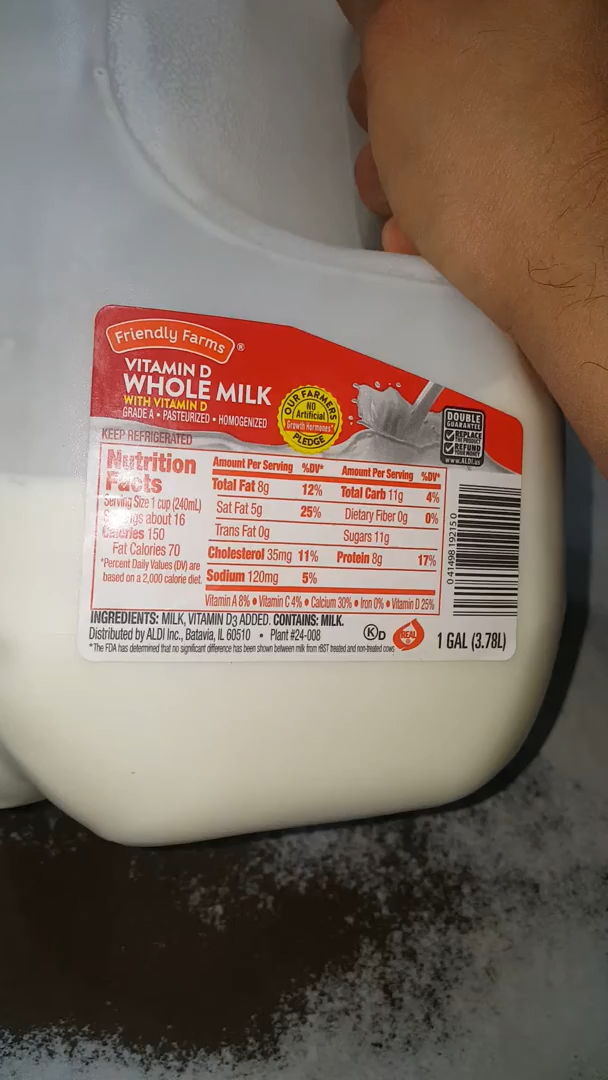 Friendly Farms®
VITAMIN D
WHOLE MILK
WITH VITAMIN D
GRADE A • PASTEURIZED • HOMOGENIZED
KEEP REFRIGERATED
OUR FARMERS
NO
Artificial
Growth Hormones*
PLEDGE
DOUBLE
GUARANTEE
REPLACE
PRODUCT
REFUND
www.ALDI.us
Nutrition
Facts
Serving Size 1 cup (240mL)
Servings about 16
Calories 150
Fat Calories 70
*Percent Daily Values (DV) are
based on a 2,000 calorie diet.
Amount Per Serving %DV*
Total Fat 8g 12%
Sat Fat 5g 25%
Trans Fat 0g
Cholesterol 35mg 11%
Sodium 120mg 5%
Amount Per Serving %DV*
Total Carb 11g 4%
Dietary Fiber 0g 0%
Sugars 11g
Protein 8g 17%
Vitamin A 8% • Vitamin C 4% • Calcium 30% • Iron 0% • Vitamin D 25%
0 41498 19215 0
INGREDIENTS: MILK, VITAMIN D3 ADDED. CONTAINS: MILK.
Distributed by ALDI Inc., Batavia, IL 60510 • Plant #24-008
*The FDA has determined that no significant difference has been shown between milk from rBST treated and non-treated cows
K D
REAL
1 GAL (3.78L)